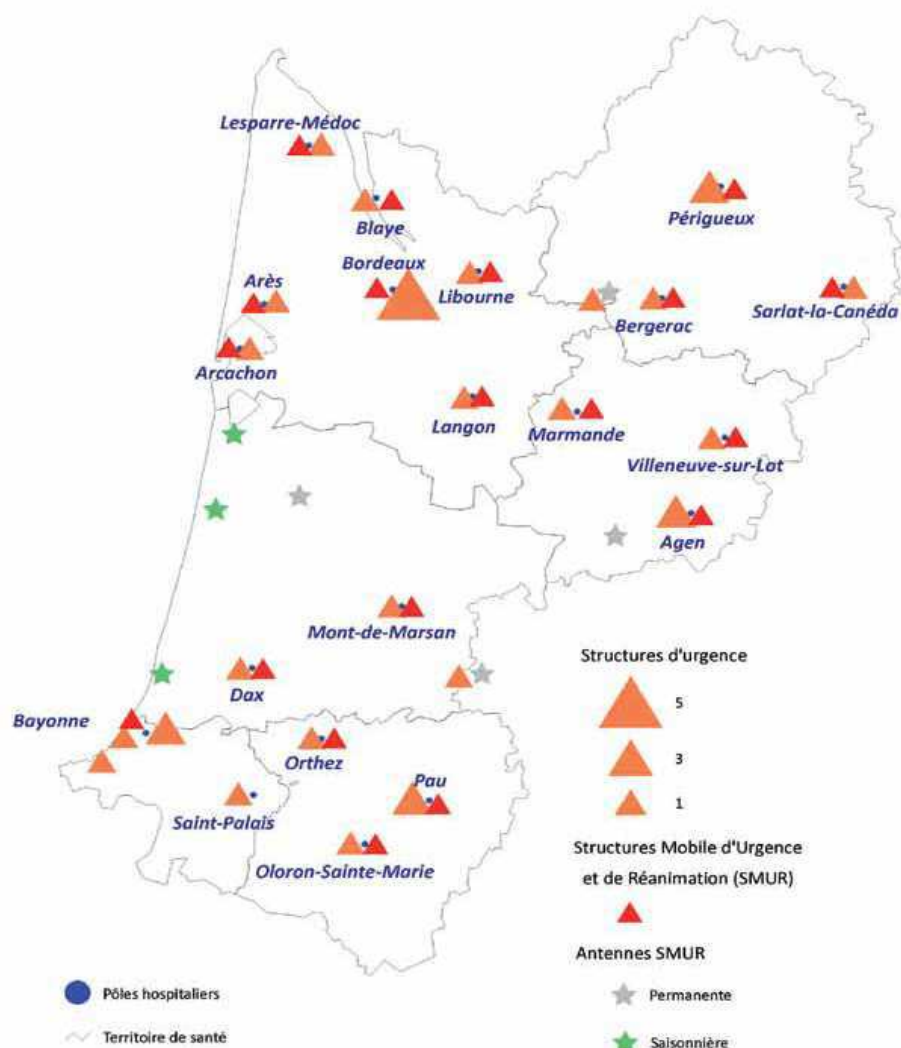 Lesparre-Médoc
Blaye
Périgueux
Bordeaux
Arès
Libourne
Bergerac
Sarlat-la-Canéda
Arcachon
Langon
Marmande
Villeneuve-sur-Lot
Agen
Mont-de-Marsan
Dax
Bayonne
Orthez
Pau
Saint-Palais
Oloron-Sainte-Marie
Structures d'urgence
5
3
1
Structures Mobile d'Urgence
et de Réanimation (SMUR)
Antennes SMUR
Pôles hospitaliers
Permanente
Territoire de santé
Saisonnière